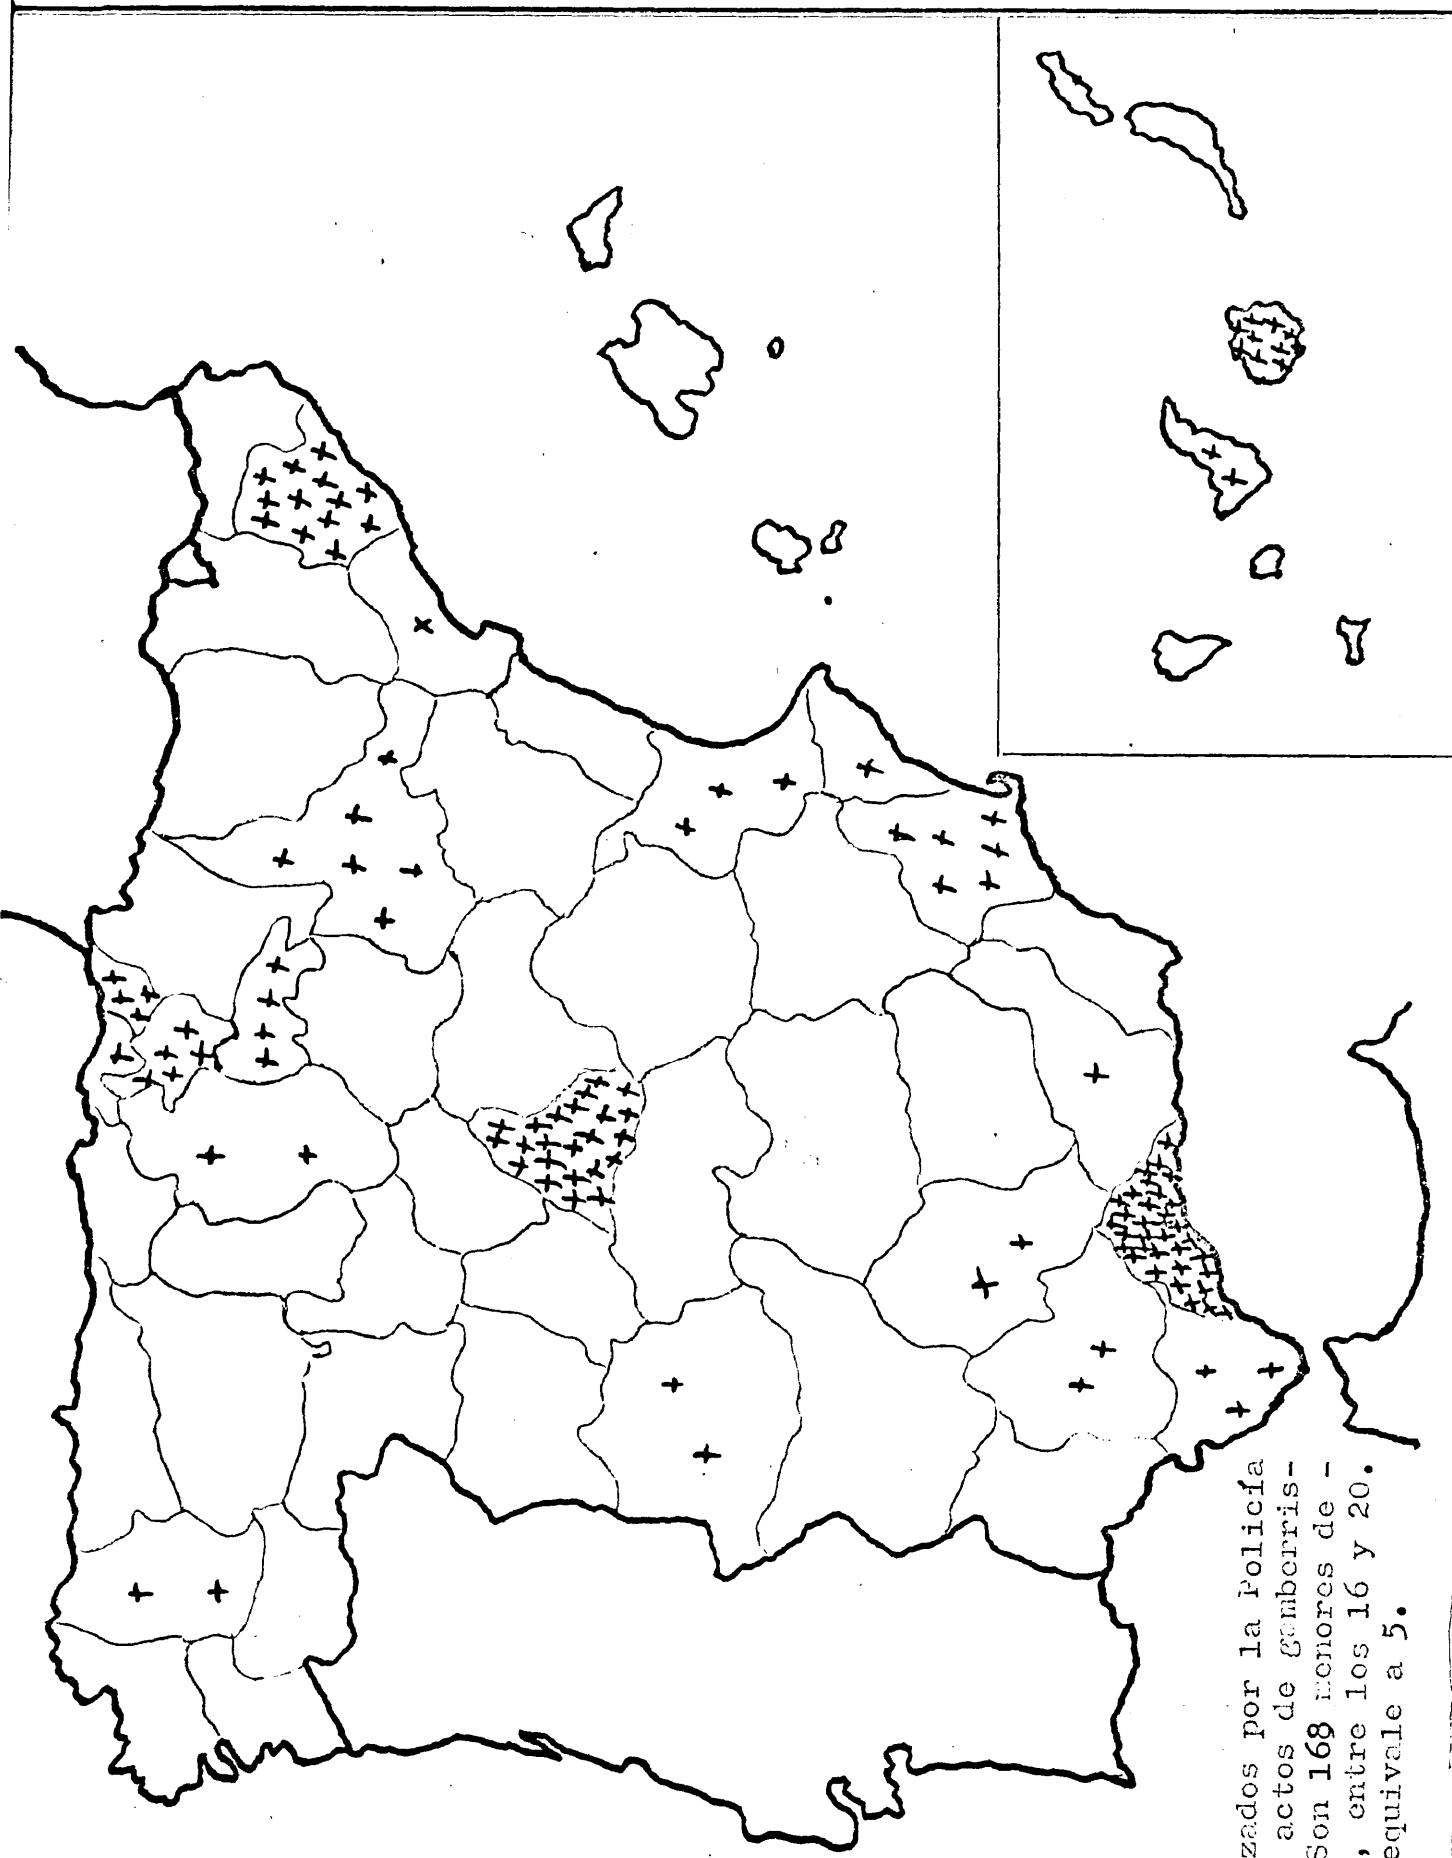 zados por la Policía
actos de gamberris-
Son 168 menores de -
, entre los 16 y 20.
equivale a 5.